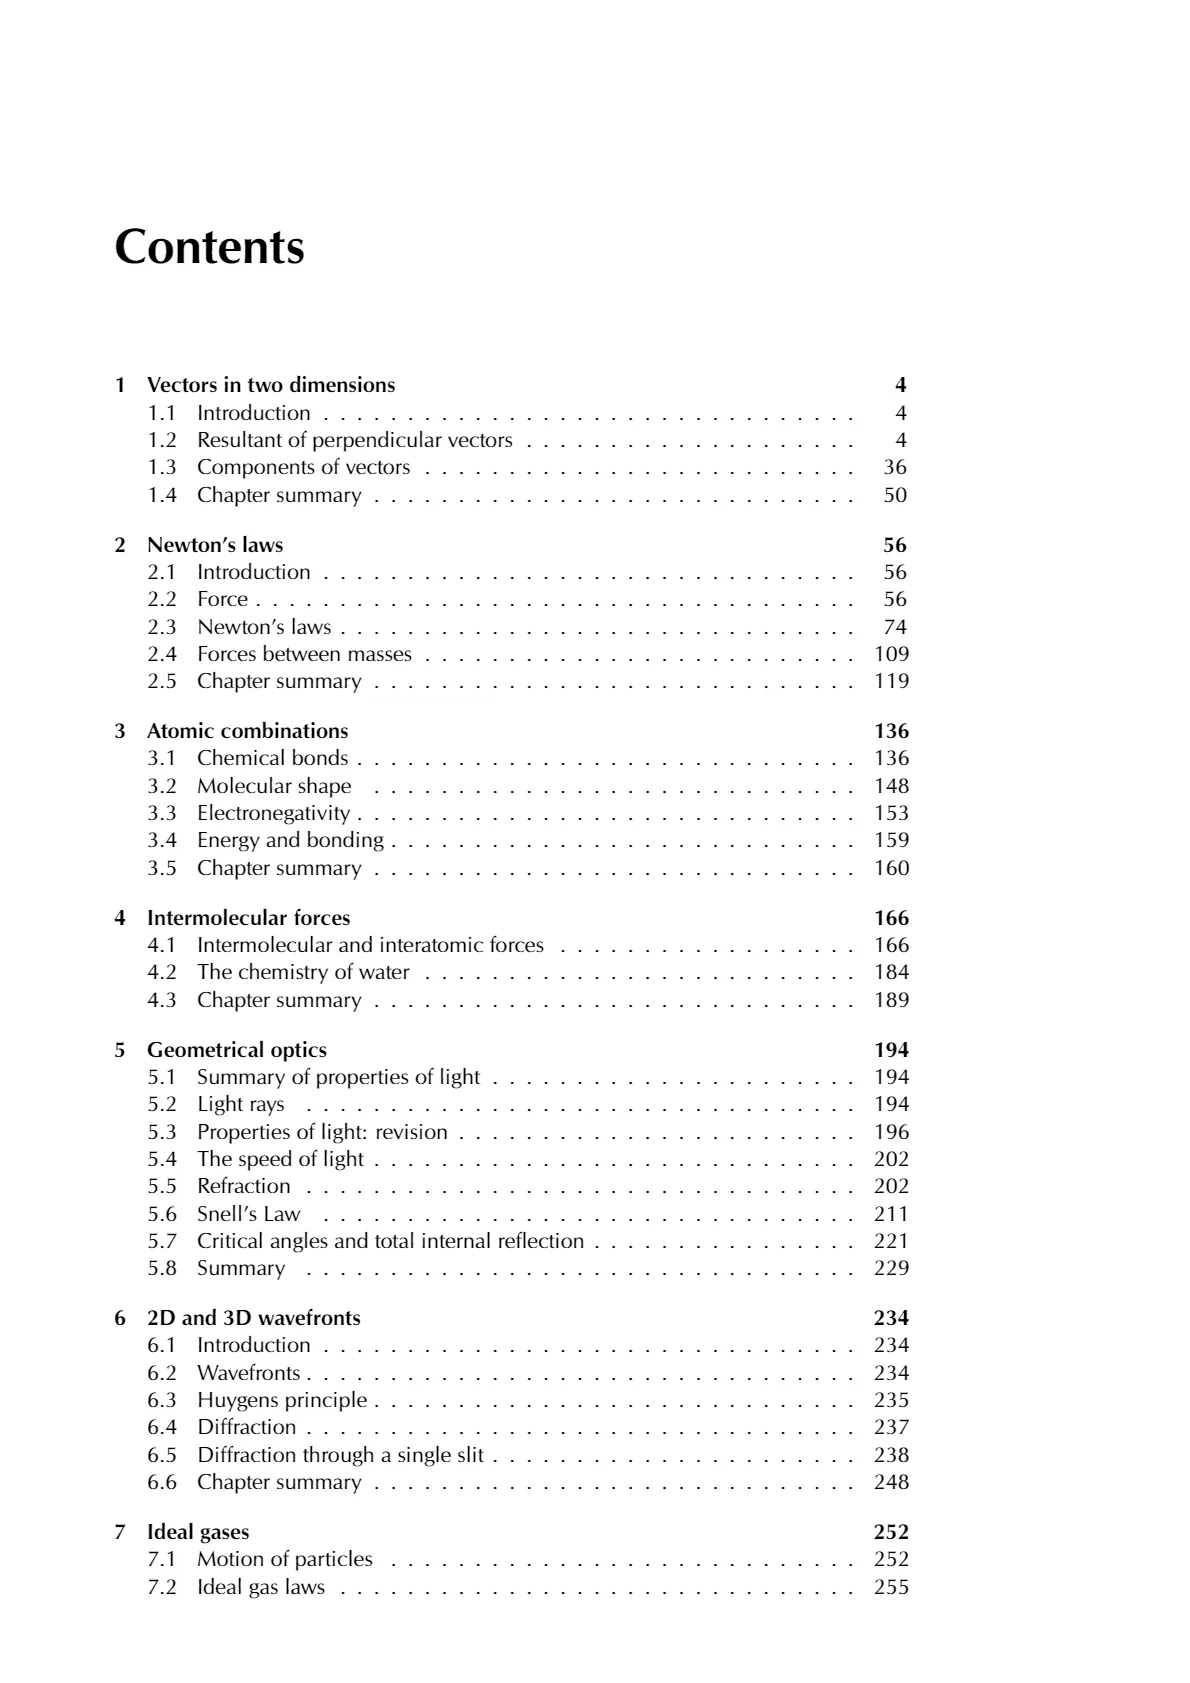 Contents
1 Vectors in two dimensions 4
1.1 Introduction . . . . . . . . . . . . . . . . . . . . . . . . . . . . . . . . 4
1.2 Resultant of perpendicular vectors . . . . . . . . . . . . . . . . . . . . 4
1.3 Components of vectors . . . . . . . . . . . . . . . . . . . . . . . . . . 36
1.4 Chapter summary . . . . . . . . . . . . . . . . . . . . . . . . . . . . . 50
2 Newton’s laws 56
2.1 Introduction . . . . . . . . . . . . . . . . . . . . . . . . . . . . . . . . 56
2.2 Force . . . . . . . . . . . . . . . . . . . . . . . . . . . . . . . . . . . . 56
2.3 Newton’s laws . . . . . . . . . . . . . . . . . . . . . . . . . . . . . . . 74
2.4 Forces between masses . . . . . . . . . . . . . . . . . . . . . . . . . . 109
2.5 Chapter summary . . . . . . . . . . . . . . . . . . . . . . . . . . . . . 119
3 Atomic combinations 136
3.1 Chemical bonds . . . . . . . . . . . . . . . . . . . . . . . . . . . . . . 136
3.2 Molecular shape . . . . . . . . . . . . . . . . . . . . . . . . . . . . . 148
3.3 Electronegativity . . . . . . . . . . . . . . . . . . . . . . . . . . . . . . 153
3.4 Energy and bonding . . . . . . . . . . . . . . . . . . . . . . . . . . . . 159
3.5 Chapter summary . . . . . . . . . . . . . . . . . . . . . . . . . . . . . 160
4 Intermolecular forces 166
4.1 Intermolecular and interatomic forces . . . . . . . . . . . . . . . . . . 166
4.2 The chemistry of water . . . . . . . . . . . . . . . . . . . . . . . . . . 184
4.3 Chapter summary . . . . . . . . . . . . . . . . . . . . . . . . . . . . . 189
5 Geometrical optics 194
5.1 Summary of properties of light . . . . . . . . . . . . . . . . . . . . . . 194
5.2 Light rays . . . . . . . . . . . . . . . . . . . . . . . . . . . . . . . . . 194
5.3 Properties of light: revision . . . . . . . . . . . . . . . . . . . . . . . . 196
5.4 The speed of light . . . . . . . . . . . . . . . . . . . . . . . . . . . . . 202
5.5 Refraction . . . . . . . . . . . . . . . . . . . . . . . . . . . . . . . . . 202
5.6 Snell’s Law . . . . . . . . . . . . . . . . . . . . . . . . . . . . . . . . 211
5.7 Critical angles and total internal reflection . . . . . . . . . . . . . . . . 221
5.8 Summary . . . . . . . . . . . . . . . . . . . . . . . . . . . . . . . . . 229
6 2D and 3D wavefronts 234
6.1 Introduction . . . . . . . . . . . . . . . . . . . . . . . . . . . . . . . . 234
6.2 Wavefronts . . . . . . . . . . . . . . . . . . . . . . . . . . . . . . . . . 234
6.3 Huygens principle . . . . . . . . . . . . . . . . . . . . . . . . . . . . . 235
6.4 Diffraction . . . . . . . . . . . . . . . . . . . . . . . . . . . . . . . . . 237
6.5 Diffraction through a single slit . . . . . . . . . . . . . . . . . . . . . . 238
6.6 Chapter summary . . . . . . . . . . . . . . . . . . . . . . . . . . . . . 248
7 Ideal gases 252
7.1 Motion of particles . . . . . . . . . . . . . . . . . . . . . . . . . . . . 252
7.2 Ideal gas laws . . . . . . . . . . . . . . . . . . . . . . . . . . . . . . . 255